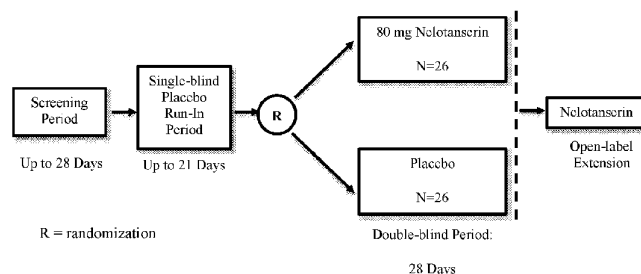 Screening
Period
Up to 28 Days
Single-blind
Placebo
Run-In
Period
Up to 21 Days
R
80 mg Nelotanserin
N=26
Placebo
N=26
Double-blind Period:
28 Days
Nelotanserin
Open-label
Extension
R = randomization